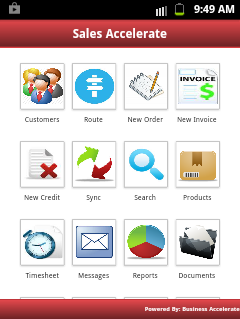 9:49 AM
Sales Accelerate
Customers
Route
New Order
INVOICE
New Invoice
New Credit
Sync
Search
Products
Timesheet
Messages
Reports
Documents
Powered By: Business Accelerate